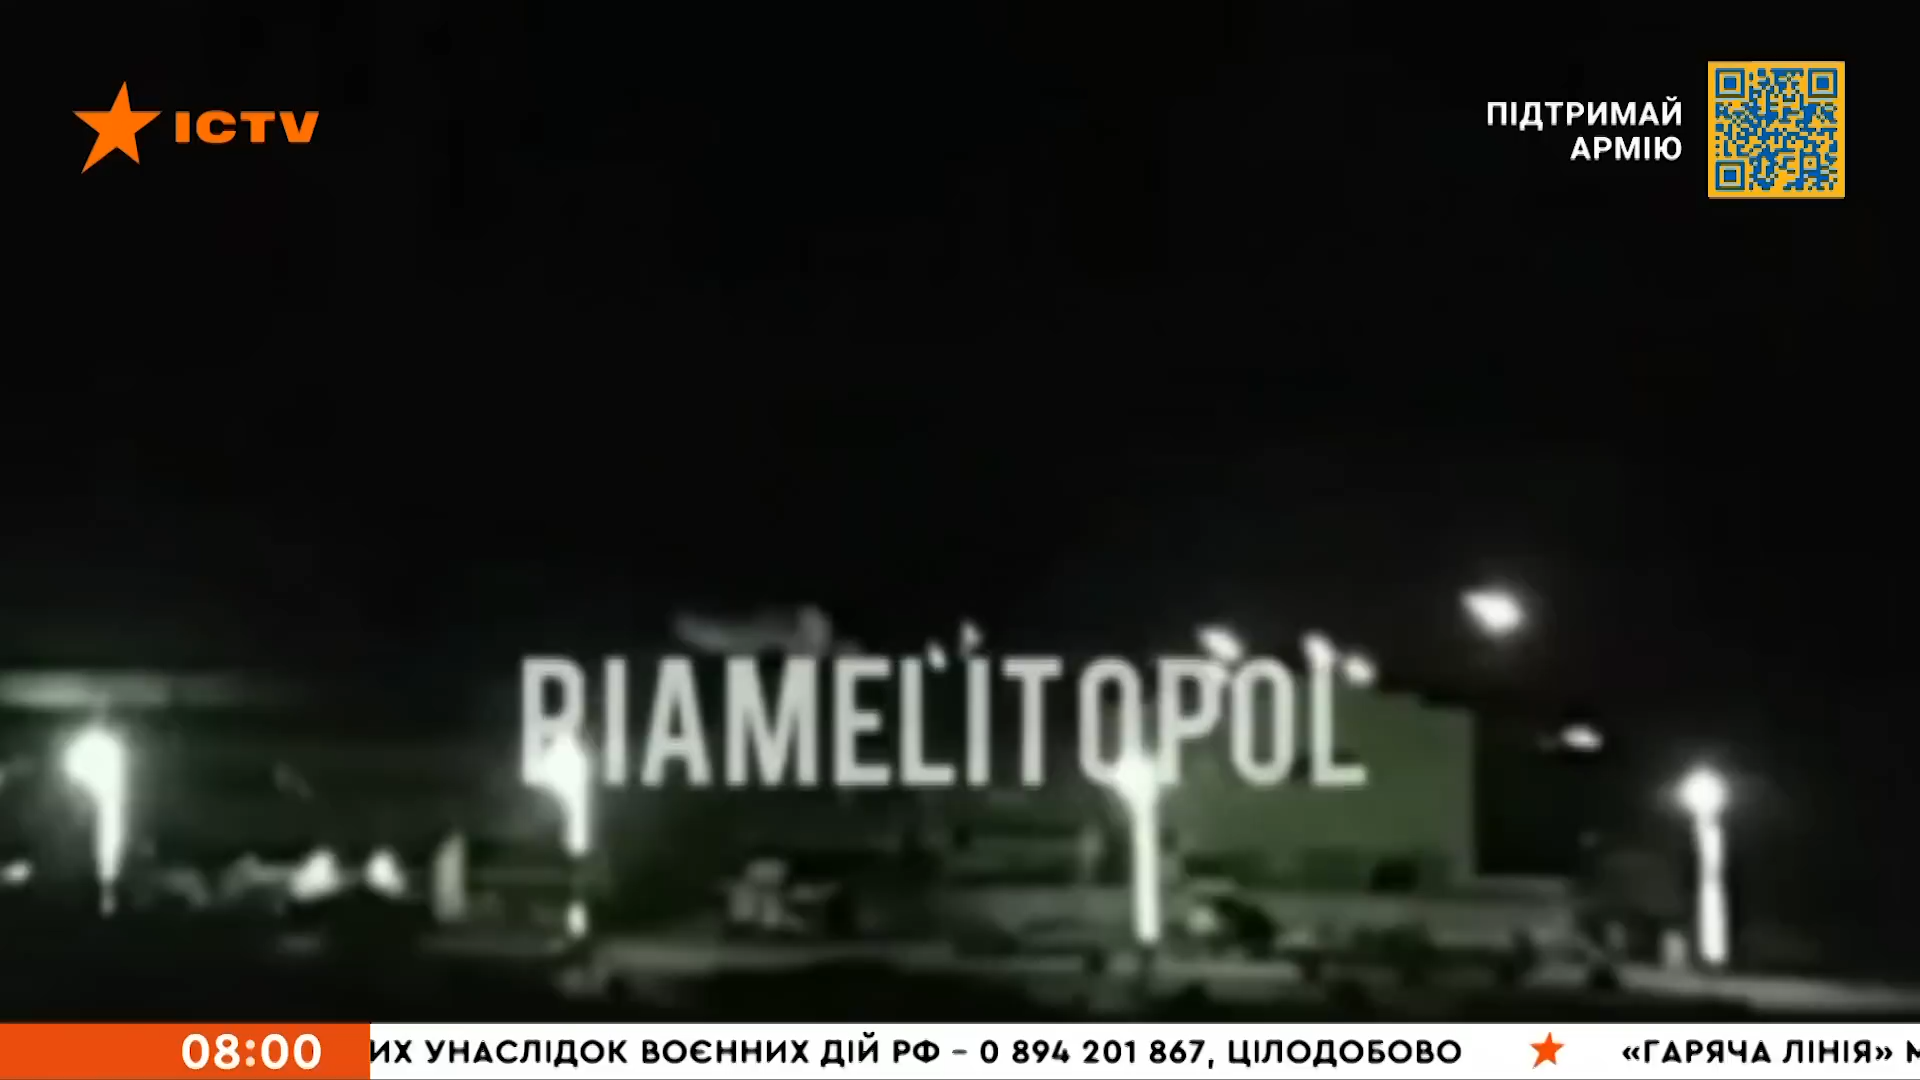 ICTV
ПІДТРИМАЙ
АРМІЮ
RIAMELITOPOL
08:00
ИХ УНАСЛІДОК ВОЄННИХ ДІЙ РФ – 0 894 201 867, ЦІЛОДОБОВО
«ГАРЯЧА ЛІНІЯ»